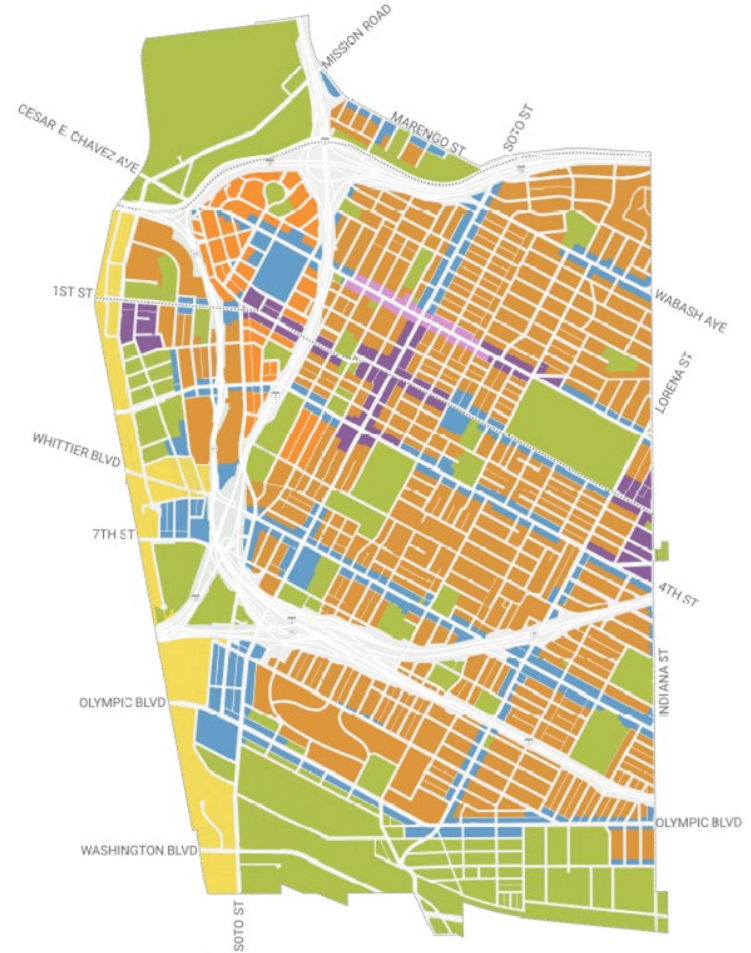 MISSION ROAD
CESAR E. CHAVEZ AVE
MARENGO ST
SOTO ST
1ST ST
WABASH AVE
LORENA ST
WHITTIER BLVD
7TH ST
4TH ST
INDIANA ST
OLYMPIC BLVD
OLYMPIC BLVD
WASHINGTON BLVD
SOTO ST